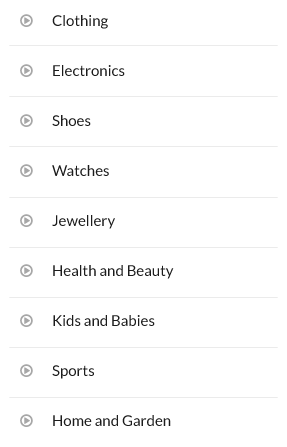 Clothing
Electronics
Shoes
Watches
Jewellery
Health and Beauty
Kids and Babies
Sports
Home and Garden